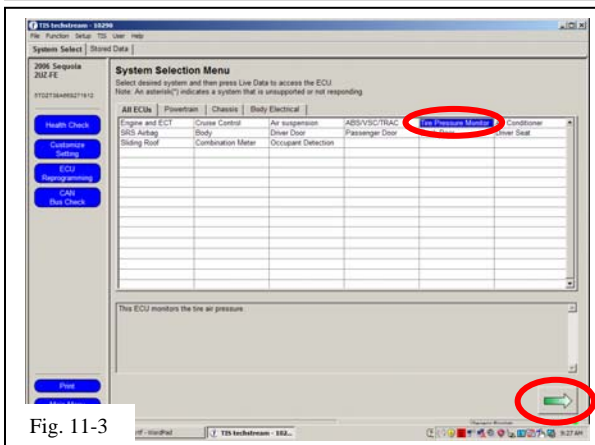 TIS techstream - 10290
File Function Setup TIS User Help
System Select Stored Data
2006 Sequoia
2UZ-FE
System Selection Menu
Select desired system and then press Live Data to access the ECU
Note: An asterisk(*) indicates a system that is unsupported or not responding.
All ECUs Powertrain Chassis Body Electrical
Engine and ECT Cruise Control Air suspension ABS/VSC/TRAC Tire Pressure Monitor Conditioner
SRS Airbag Body Driver Door Passenger Door Driver Seat
Sliding Roof Combination Meter Occupant Detection
Health Check
Customize
Setting
ECU
Reprogramming
CAN
Bus Check
This ECU monitors the tire air pressure.
Print
Fig. 11-3
rtf - WordPad TIS techstream - 102... 9:27 AM